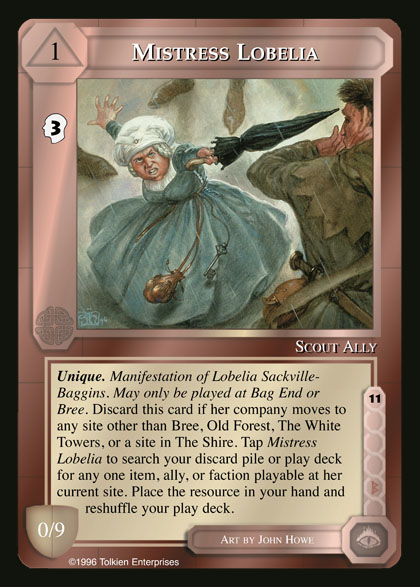 1
MISTRESS LOBELIA
3
SCOUT ALLY
Unique. Manifestation of Lobelia Sackville-
Baggins. May only be played at Bag End or
Bree. Discard this card if her company moves to
any site other than Bree, Old Forest, The White
Towers, or a site in The Shire. Tap Mistress
Lobelia to search your discard pile or play deck
for any one item, ally, or faction playable at her
current site. Place the resource in your hand and
reshuffle your play deck.
11
0/9
ART BY JOHN HOWE
©1996 Tolkien Enterprises